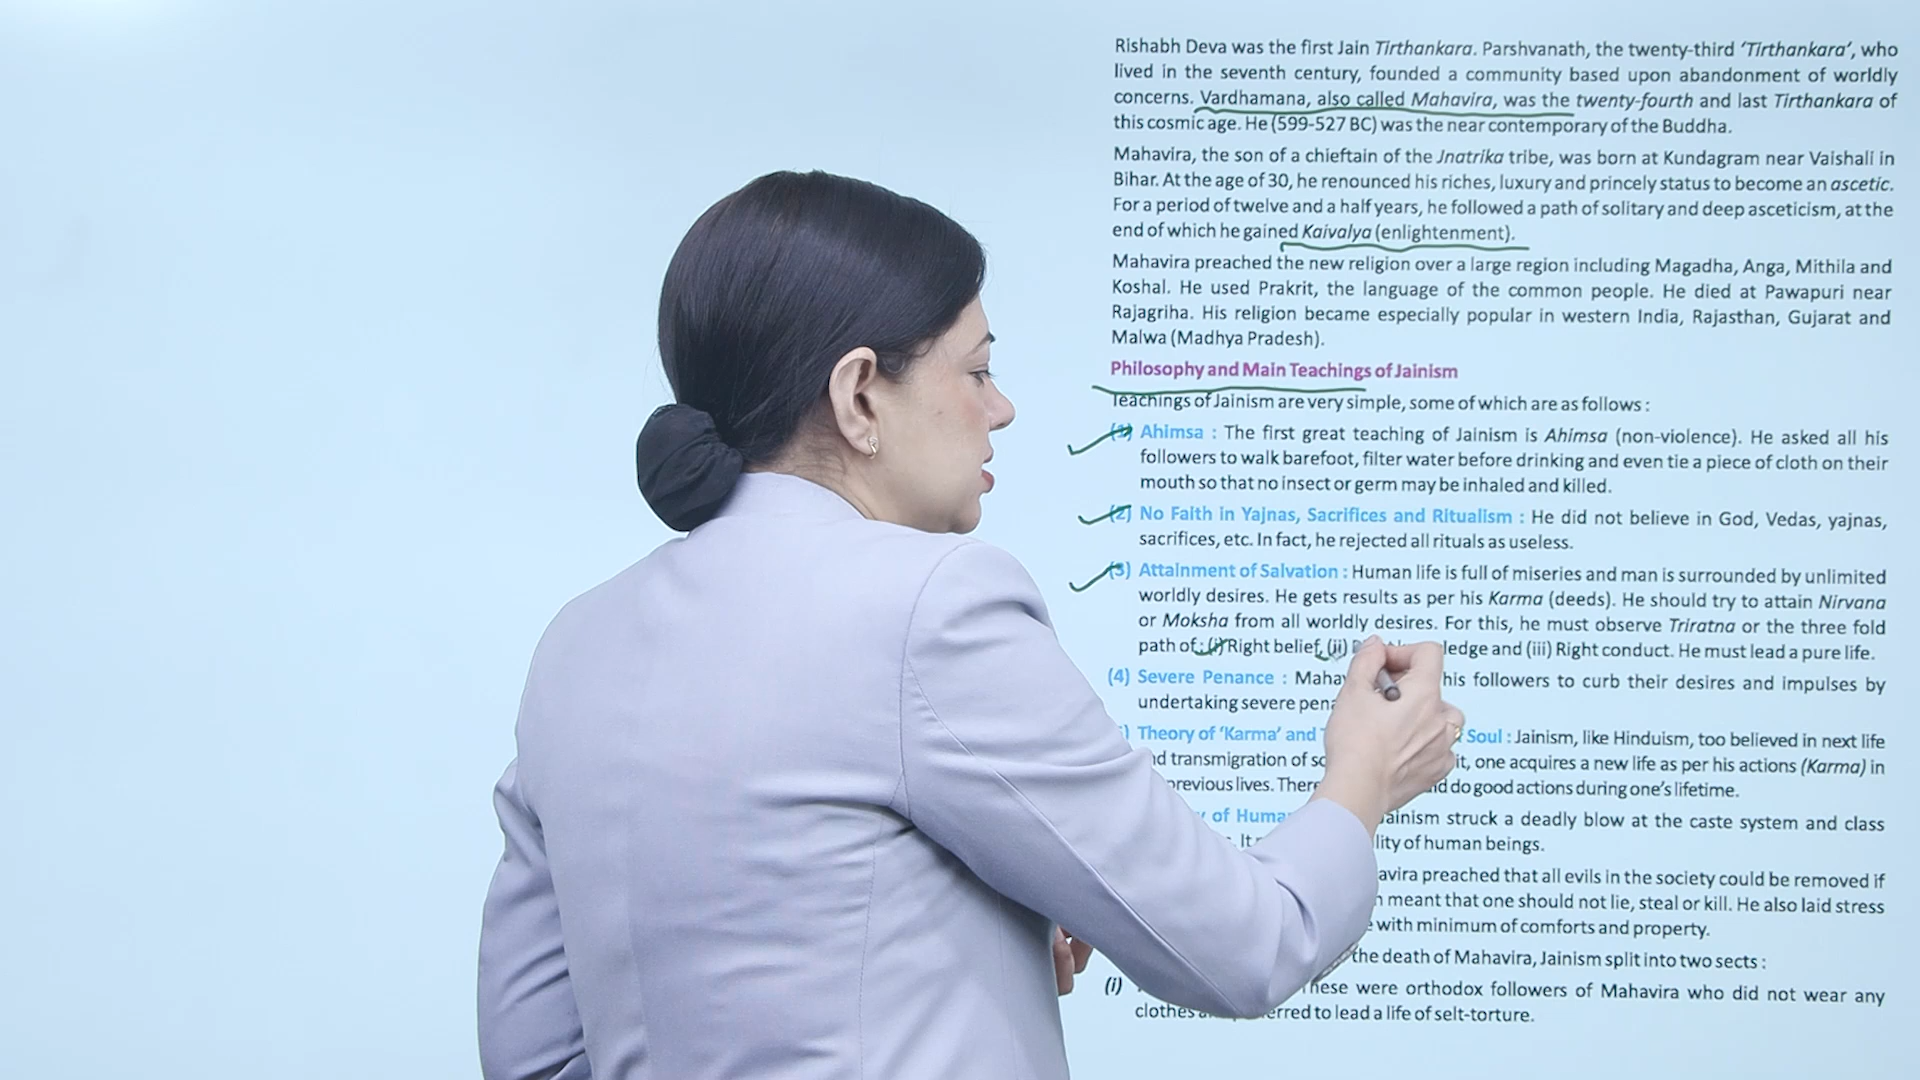 Rishabh Deva was the first Jain Tirthankara. Parshvanath, the twenty-third ‘Tirthankara’, who
lived in the seventh century, founded a community based upon abandonment of worldly
concerns. Vardhamana, also called Mahavira, was the twenty-fourth and last Tirthankara of
this cosmic age. He (599-527 BC) was the near contemporary of the Buddha.
Mahavira, the son of a chieftain of the Jnatrika tribe, was born at Kundagram near Vaishali in
Bihar. At the age of 30, he renounced his riches, luxury and princely status to become an ascetic.
For a period of twelve and a half years, he followed a path of solitary and deep asceticism, at the
end of which he gained Kaivalya (enlightenment).
Mahavira preached the new religion over a large region including Magadha, Anga, Mithila and
Koshal. He used Prakrit, the language of the common people. He died at Pawapuri near
Rajagriha. His religion became especially popular in western India, Rajasthan, Gujarat and
Malwa (Madhya Pradesh).
Philosophy and Main Teachings of Jainism
Teachings of Jainism are very simple, some of which are as follows :
(1) Ahimsa : The first great teaching of Jainism is Ahimsa (non-violence). He asked all his
followers to walk barefoot, filter water before drinking and even tie a piece of cloth on their
mouth so that no insect or germ may be inhaled and killed.
(2) No Faith in Yajnas, Sacrifices and Ritualism : He did not believe in God, Vedas, yajnas,
sacrifices, etc. In fact, he rejected all rituals as useless.
(3) Attainment of Salvation : Human life is full of miseries and man is surrounded by unlimited
worldly desires. He gets results as per his Karma (deeds). He should try to attain Nirvana
or Moksha from all worldly desires. For this, he must observe Triratna or the three fold
path of : (i) Right belief, (ii) ledge and (iii) Right conduct. He must lead a pure life.
(4) Severe Penance : his followers to curb their desires and impulses by
undertaking severe
Theory of ‘Karma’ and Soul : Jainism, like Hinduism, too believed in next life
transmigration of it, one acquires a new life as per his actions (Karma) in
previous lives. do good actions during one’s lifetime.
of Jainism struck a deadly blow at the caste system and class
It of human beings.
preached that all evils in the society could be removed if
meant that one should not lie, steal or kill. He also laid stress
with minimum of comforts and property.
the death of Mahavira, Jainism split into two sects :
(i) These were orthodox followers of Mahavira who did not wear any
clothes to lead a life of selt-torture.